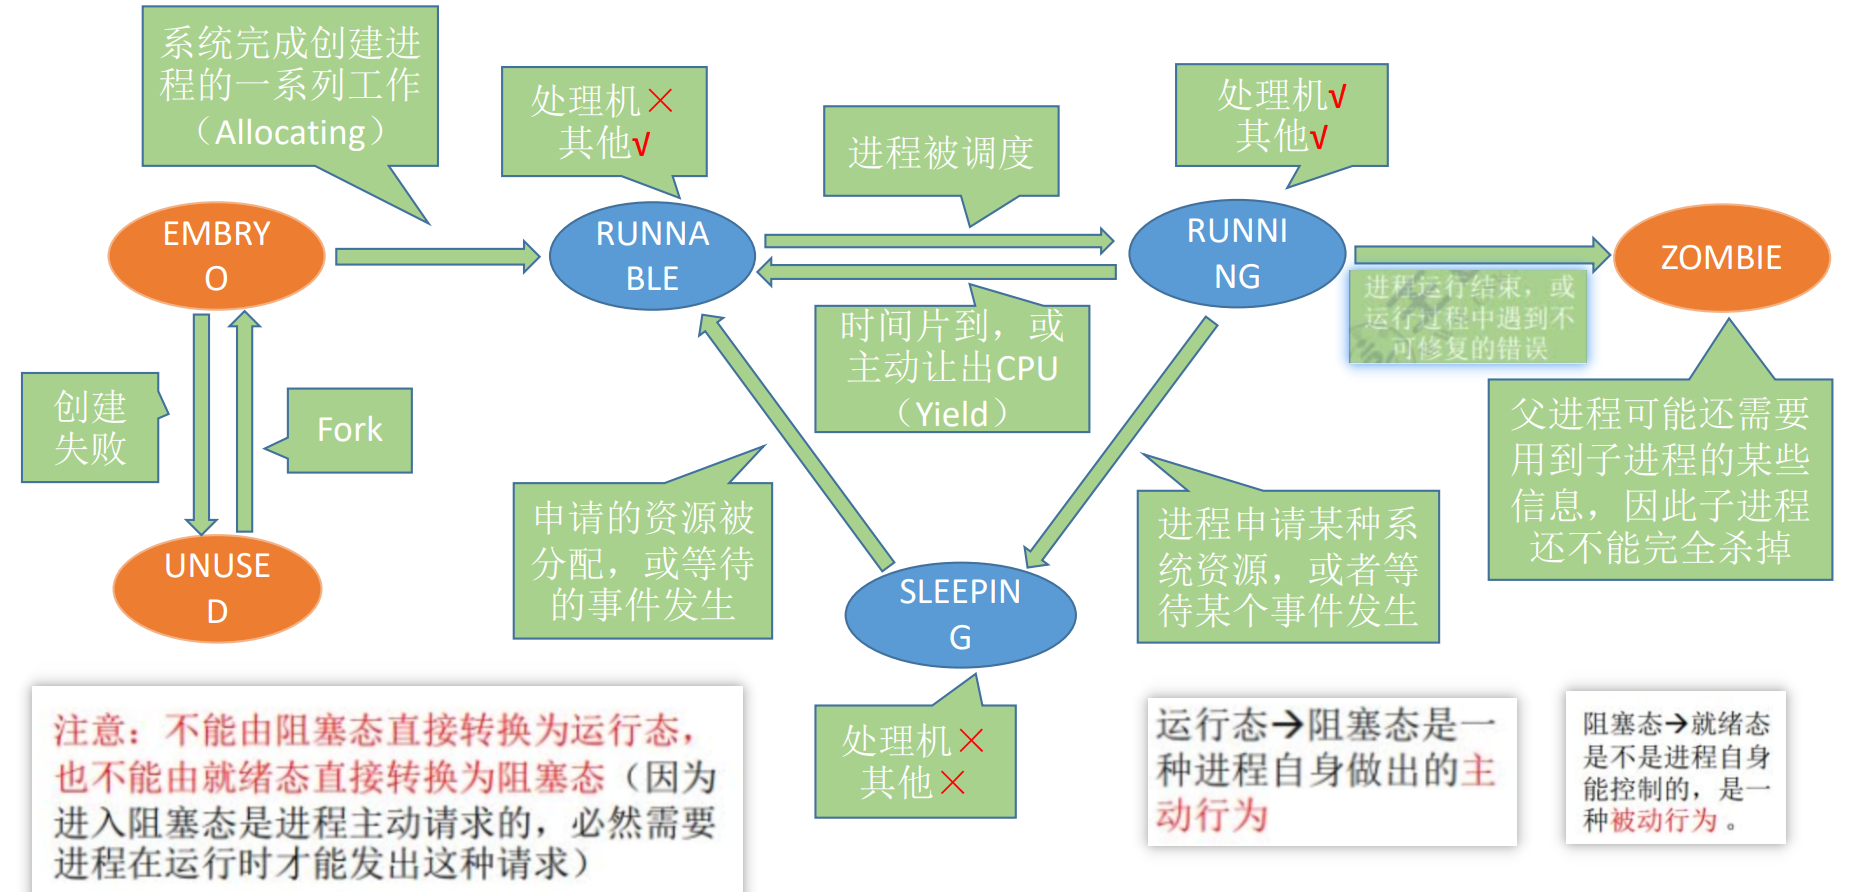 系统完成创建进
程的一系列工作
（Allocating）
处理机×
其他√
进程被调度
处理机√
其他√
EMBRY
O
RUNNA
BLE
RUNNI
NG
ZOMBIE
进程运行结束，或
运行过程中遇到不
可修复的错误
时间片到，或
主动让出CPU
（Yield）
创建
失败
Fork
父进程可能还需要
用到子进程的某些
信息，因此子进程
还不能完全杀掉
申请的资源被
分配，或等待
的事件发生
进程申请某种系
统资源，或者等
待某个事件发生
UNUSE
D
SLEEPIN
G
处理机×
其他×
注意：不能由阻塞态直接转换为运行态，
也不能由就绪态直接转换为阻塞态（因为
进入阻塞态是进程主动请求的，必然需要
进程在运行时才能发出这种请求）
运行态→阻塞态是一
种进程自身做出的主
动行为
阻塞态→就绪态
是不是进程自身
能控制的，是一
种被动行为 。